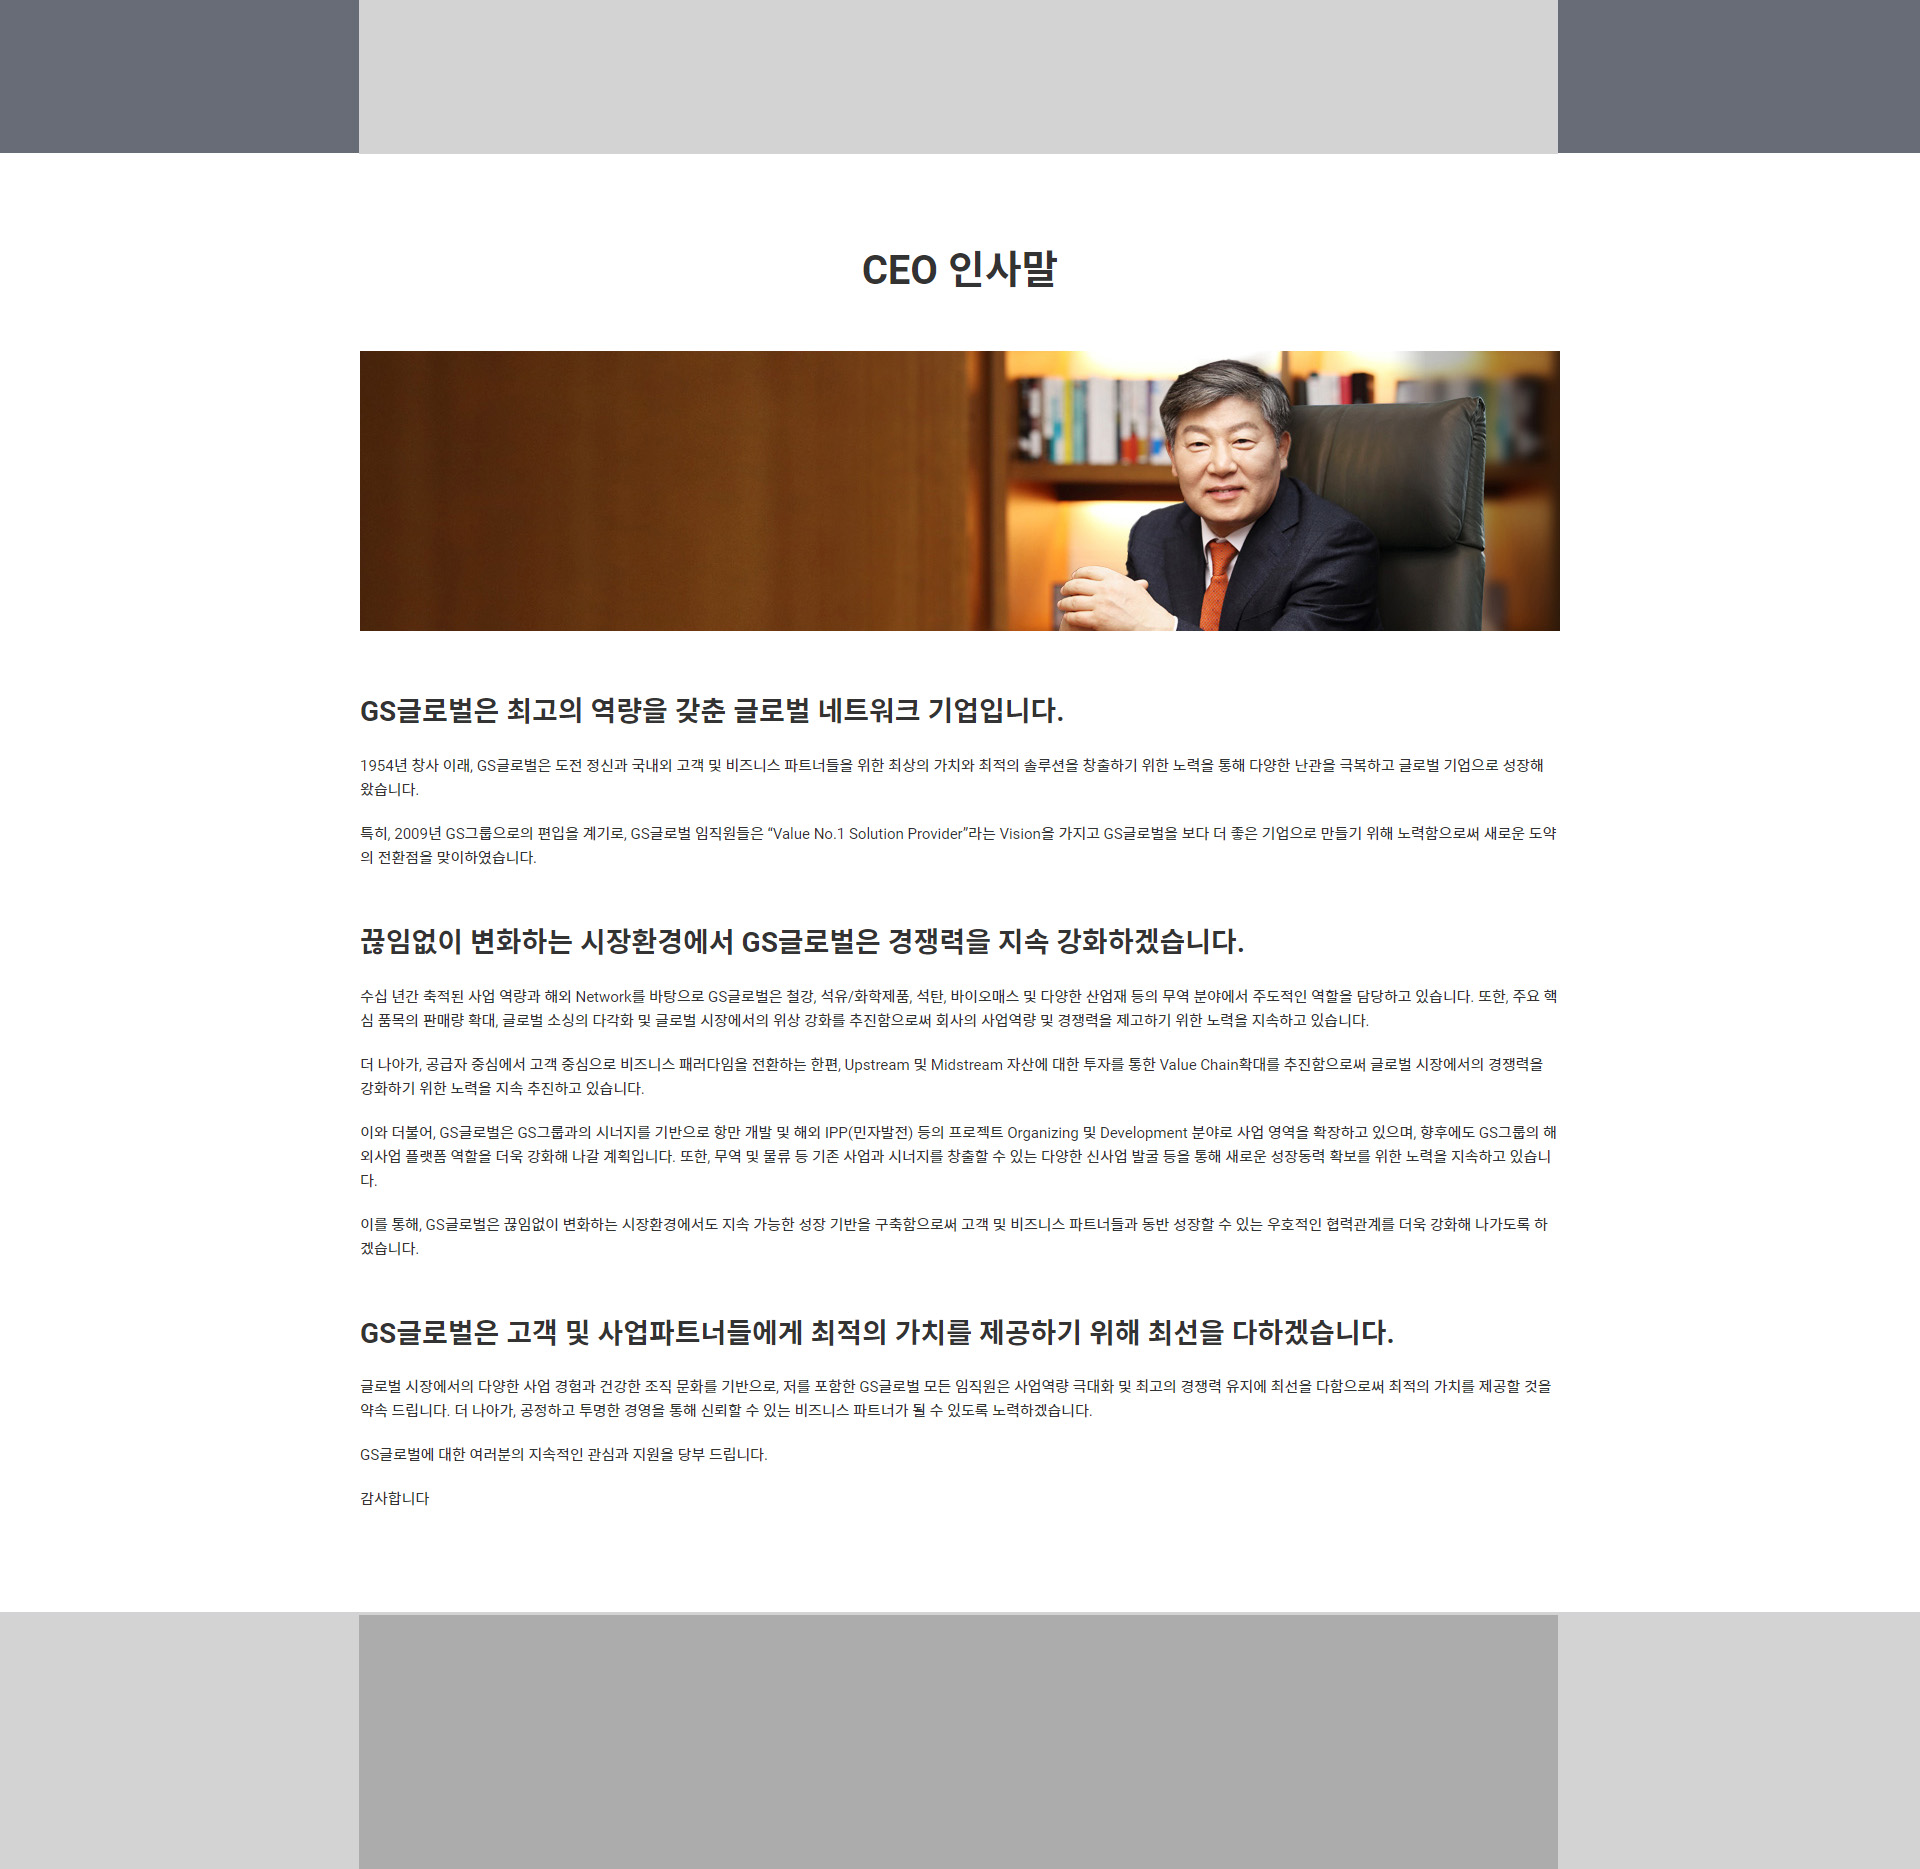 CEO 인사말
GS글로벌은 최고의 역량을 갖춘 글로벌 네트워크 기업입니다.
1954년 창사 이래, GS글로벌은 도전 정신과 국내외 고객 및 비즈니스 파트너들을 위한 최상의 가치와 최적의 솔루션을 창출하기 위한 노력을 통해 다양한 난관을 극복하고 글로벌 기업으로 성장해
왔습니다.
특히, 2009년 GS그룹으로의 편입을 계기로, GS글로벌 임직원들은 “Value No.1 Solution Provider”라는 Vision을 가지고 GS글로벌을 보다 더 좋은 기업으로 만들기 위해 노력함으로써 새로운 도약
의 전환점을 맞이하였습니다.
끊임없이 변화하는 시장환경에서 GS글로벌은 경쟁력을 지속 강화하겠습니다.
수십 년간 축적된 사업 역량과 해외 Network를 바탕으로 GS글로벌은 철강, 석유/화학제품, 석탄, 바이오매스 및 다양한 산업재 등의 무역 분야에서 주도적인 역할을 담당하고 있습니다. 또한, 주요 핵
심 품목의 판매량 확대, 글로벌 소싱의 다각화 및 글로벌 시장에서의 위상 강화를 추진함으로써 회사의 사업역량 및 경쟁력을 제고하기 위한 노력을 지속하고 있습니다.
더 나아가, 공급자 중심에서 고객 중심으로 비즈니스 패러다임을 전환하는 한편, Upstream 및 Midstream 자산에 대한 투자를 통한 Value Chain확대를 추진함으로써 글로벌 시장에서의 경쟁력을
강화하기 위한 노력을 지속 추진하고 있습니다.
이와 더불어, GS글로벌은 GS그룹과의 시너지를 기반으로 항만 개발 및 해외 IPP(민자발전) 등의 프로젝트 Organizing 및 Development 분야로 사업 영역을 확장하고 있으며, 향후에도 GS그룹의 해
외사업 플랫폼 역할을 더욱 강화해 나갈 계획입니다. 또한, 무역 및 물류 등 기존 사업과 시너지를 창출할 수 있는 다양한 신사업 발굴 등을 통해 새로운 성장동력 확보를 위한 노력을 지속하고 있습니
다.
이를 통해, GS글로벌은 끊임없이 변화하는 시장환경에서도 지속 가능한 성장 기반을 구축함으로써 고객 및 비즈니스 파트너들과 동반 성장할 수 있는 우호적인 협력관계를 더욱 강화해 나가도록 하
겠습니다.
GS글로벌은 고객 및 사업파트너들에게 최적의 가치를 제공하기 위해 최선을 다하겠습니다.
글로벌 시장에서의 다양한 사업 경험과 건강한 조직 문화를 기반으로, 저를 포함한 GS글로벌 모든 임직원은 사업역량 극대화 및 최고의 경쟁력 유지에 최선을 다함으로써 최적의 가치를 제공할 것을
약속 드립니다. 더 나아가, 공정하고 투명한 경영을 통해 신뢰할 수 있는 비즈니스 파트너가 될 수 있도록 노력하겠습니다.
GS글로벌에 대한 여러분의 지속적인 관심과 지원을 당부 드립니다.
감사합니다